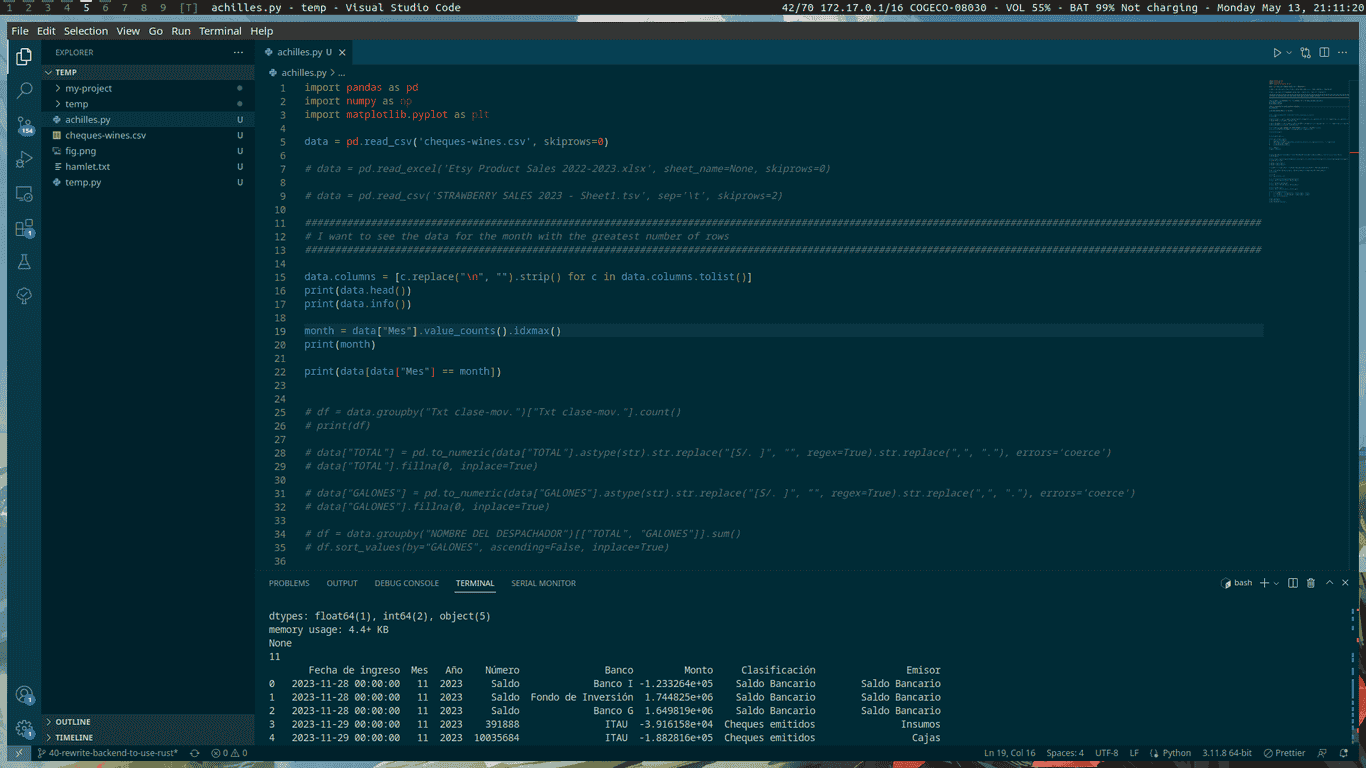 1 2 3 4 5 6 7 8 9 [T] achilles.py - temp - Visual Studio Code 42/70 172.17.0.1/16 COGECO-08030 - VOL 55% - BAT 99% Not charging - Monday May 13, 21:11:20
File Edit Selection View Go Run Terminal Help
EXPLORER ...
TEMP
my-project
temp
achilles.py U
cheques-wines.csv U
fig.png U
hamlet.txt U
temp.py U
OUTLINE
TIMELINE
154
1
1
1
achilles.py U
achilles.py > ...
1 import pandas as pd
2 import numpy as np
3 import matplotlib.pyplot as plt
4
5 data = pd.read_csv('cheques-wines.csv', skiprows=0)
6
7 # data = pd.read_excel('Etsy Product Sales 2022-2023.xlsx', sheet_name=None, skiprows=0)
8
9 # data = pd.read_csv('STRAWBERRY SALES 2023 - Sheet1.tsv', sep='\t', skiprows=2)
10
11 ################################################################################################################################################################
12 # I want to see the data for the month with the greatest number of rows
13 ################################################################################################################################################################
14
15 data.columns = [c.replace("\n", "").strip() for c in data.columns.tolist()]
16 print(data.head())
17 print(data.info())
18
19 month = data["Mes"].value_counts().idxmax()
20 print(month)
21
22 print(data[data["Mes"] == month])
23
24
25 # df = data.groupby("Txt clase-mov.")["Txt clase-mov."].count()
26 # print(df)
27
28 # data["TOTAL"] = pd.to_numeric(data["TOTAL"].astype(str).str.replace("[S/. ]", "", regex=True).str.replace(",", "."), errors='coerce')
29 # data["TOTAL"].fillna(0, inplace=True)
30
31 # data["GALONES"] = pd.to_numeric(data["GALONES"].astype(str).str.replace("[S/. ]", "", regex=True).str.replace(",", "."), errors='coerce')
32 # data["GALONES"].fillna(0, inplace=True)
33
34 # df = data.groupby("NOMBRE DEL DESPACHADOR")[["TOTAL", "GALONES"]].sum()
35 # df.sort_values(by="GALONES", ascending=False, inplace=True)
36
PROBLEMS OUTPUT DEBUG CONSOLE TERMINAL SERIAL MONITOR bash
dtypes: float64(1), int64(2), object(5)
memory usage: 4.4+ KB
None
11
Fecha de ingreso Mes Año Número Banco Monto Clasificación Emisor
0 2023-11-28 00:00:00 11 2023 Saldo Banco I -1.233264e+05 Saldo Bancario Saldo Bancario
1 2023-11-28 00:00:00 11 2023 Saldo Fondo de Inversión 1.744825e+06 Saldo Bancario Saldo Bancario
2 2023-11-28 00:00:00 11 2023 Saldo Banco G 1.649819e+06 Saldo Bancario Saldo Bancario
3 2023-11-29 00:00:00 11 2023 391888 ITAU -3.916158e+04 Cheques emitidos Insumos
4 2023-11-29 00:00:00 11 2023 10035684 ITAU -1.882816e+05 Cheques emitidos Cajas
40-rewrite-backend-to-use-rust* 0 0 Ln 19, Col 16 Spaces: 4 UTF-8 LF Python 3.11.8 64-bit Prettier